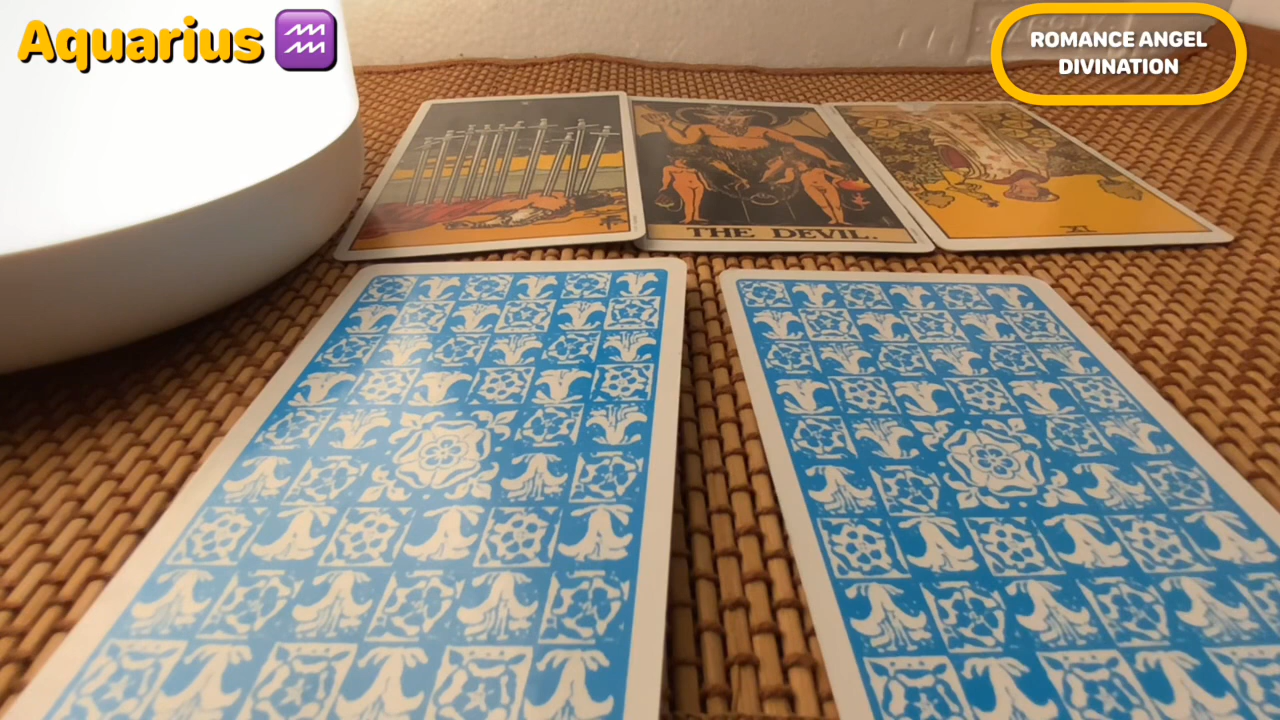 Aquarius ♒
ROMANCE ANGEL
DIVINATION
THE DEVIL.